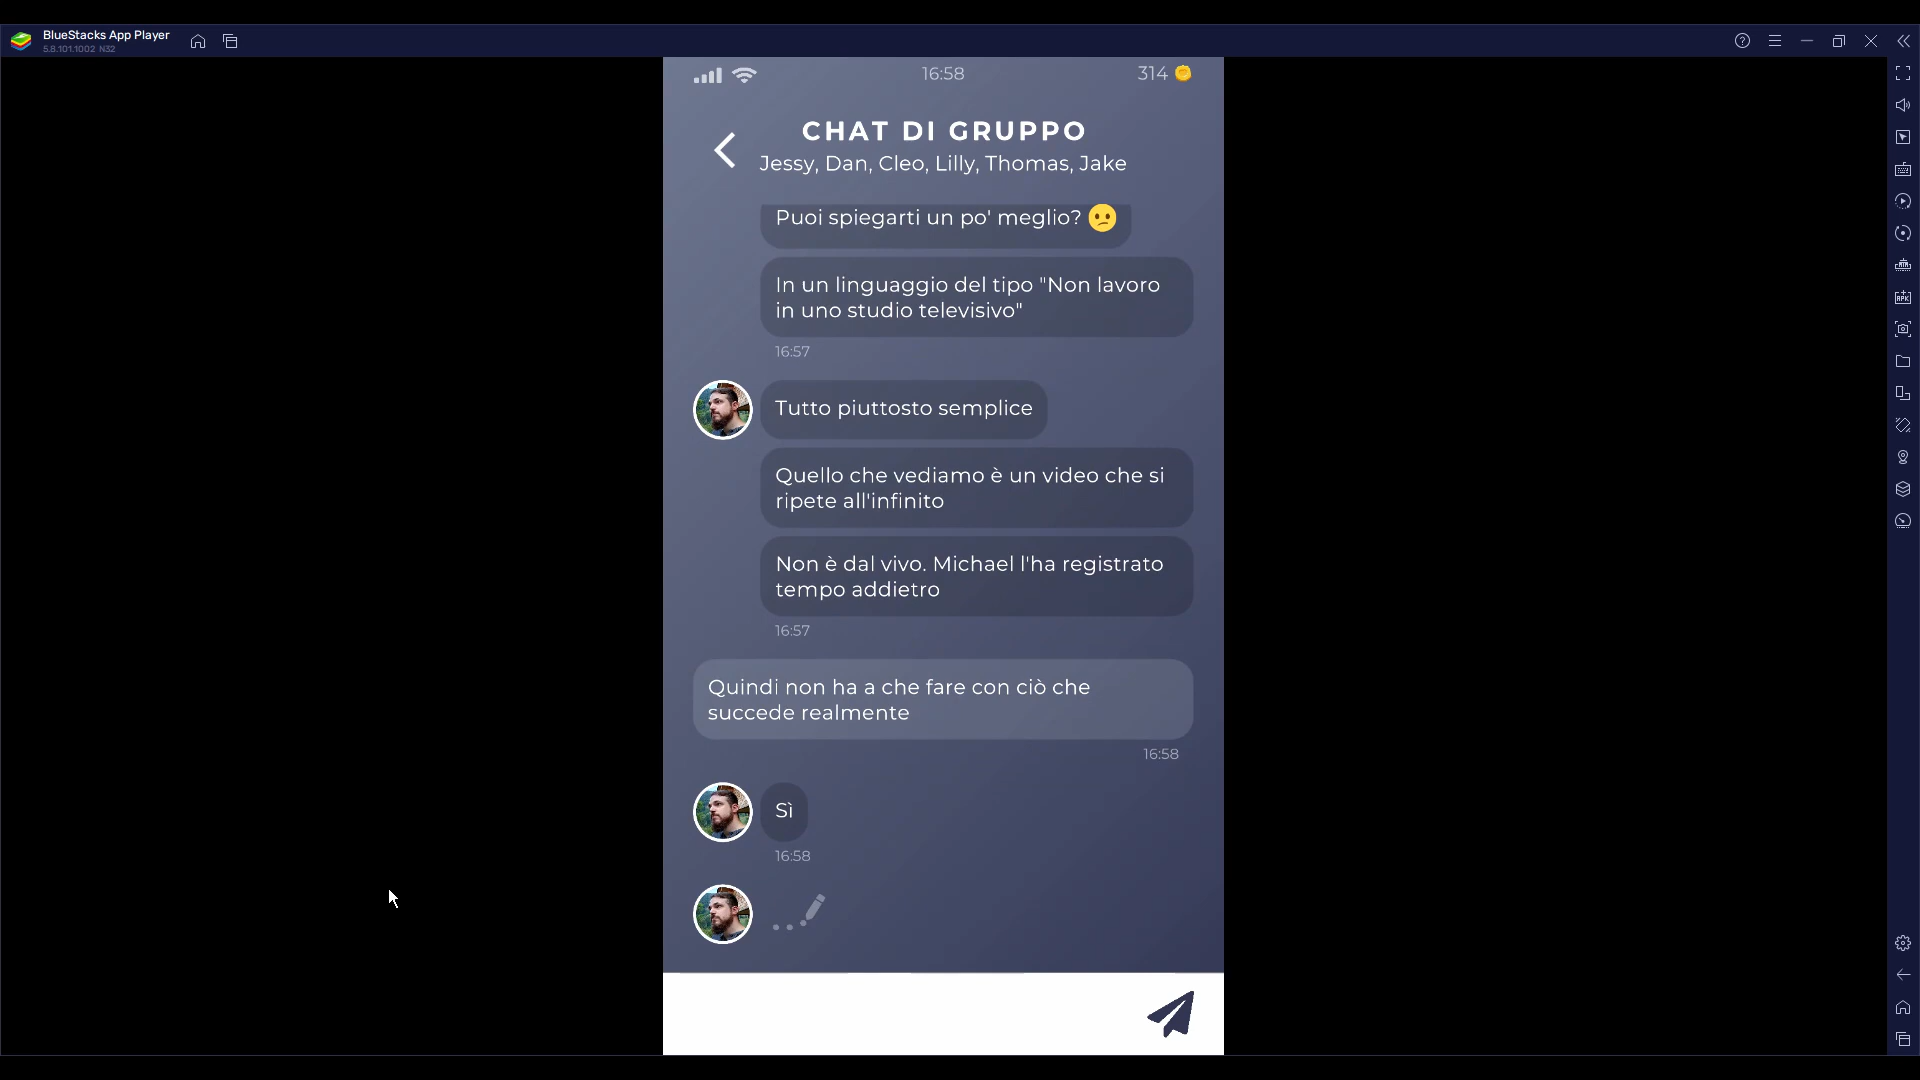 BlueStacks App Player
5.8.101.1002 N32
16:58
314
CHAT DI GRUPPO
Jessy, Dan, Cleo, Lilly, Thomas, Jake
Puoi spiegarti un po' meglio? 😕
In un linguaggio del tipo "Non lavoro
in uno studio televisivo"
16:57
Tutto piuttosto semplice
Quello che vediamo è un video che si
ripete all'infinito
Non è dal vivo. Michael l'ha registrato
tempo addietro
16:57
Quindi non ha a che fare con ciò che
succede realmente
16:58
Sì
16:58